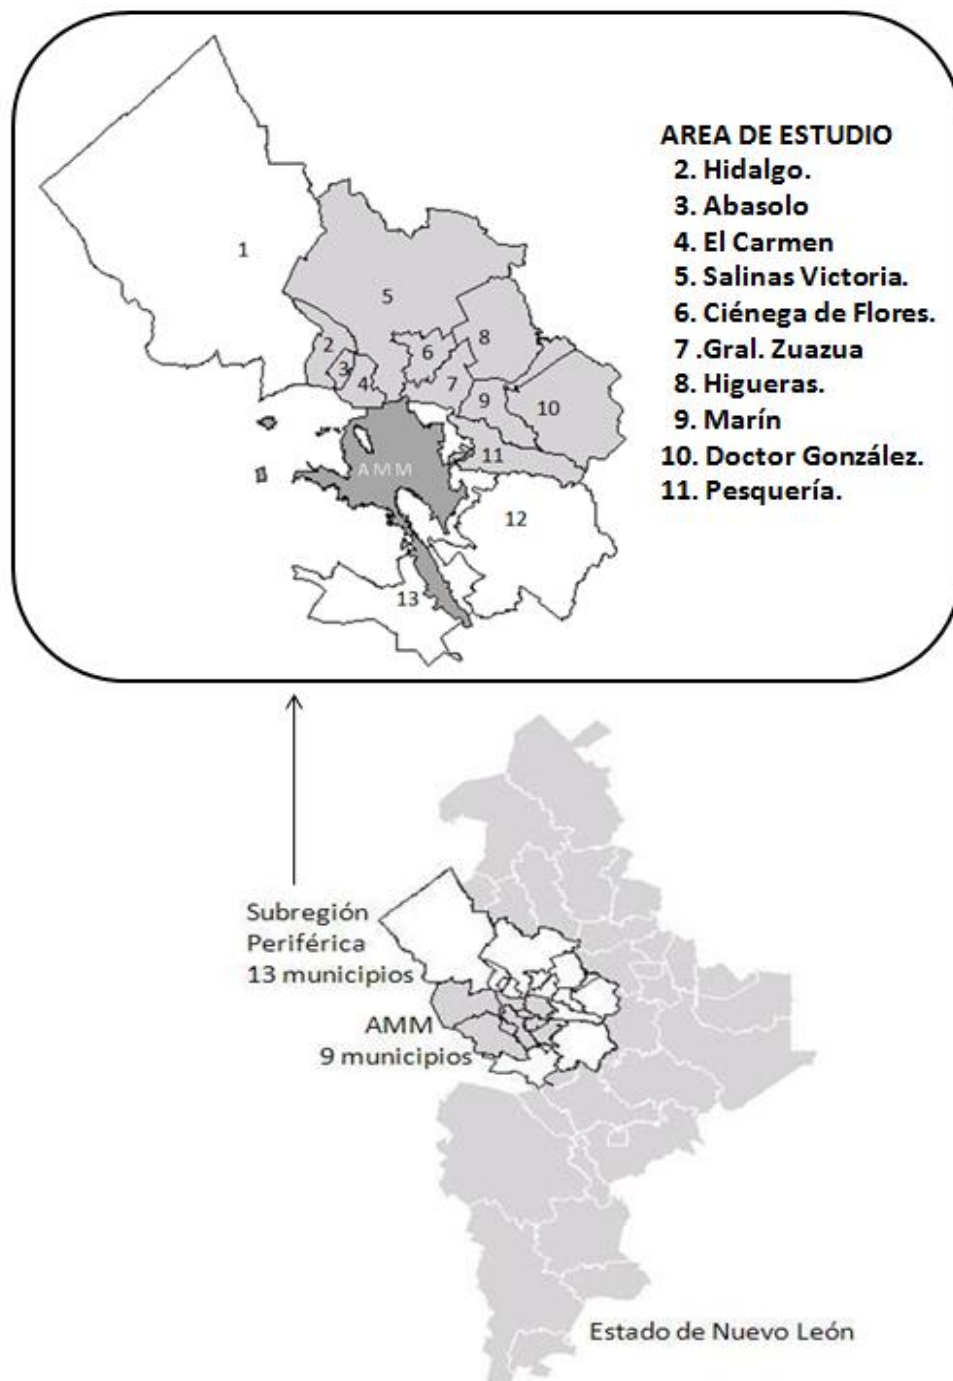 AREA DE ESTUDIO
2. Hidalgo.
3. Abasolo
4. El Carmen
5. Salinas Victoria.
6. Ciénega de Flores.
7 .Gral. Zuazua
8. Higueras.
9. Marín
10. Doctor González.
11. Pesquería.
1
5
2
3
4
6
7
8
9
10
11
AMM
12
13
Subregión
Periférica
13 municipios
AMM
9 municipios
Estado de Nuevo León